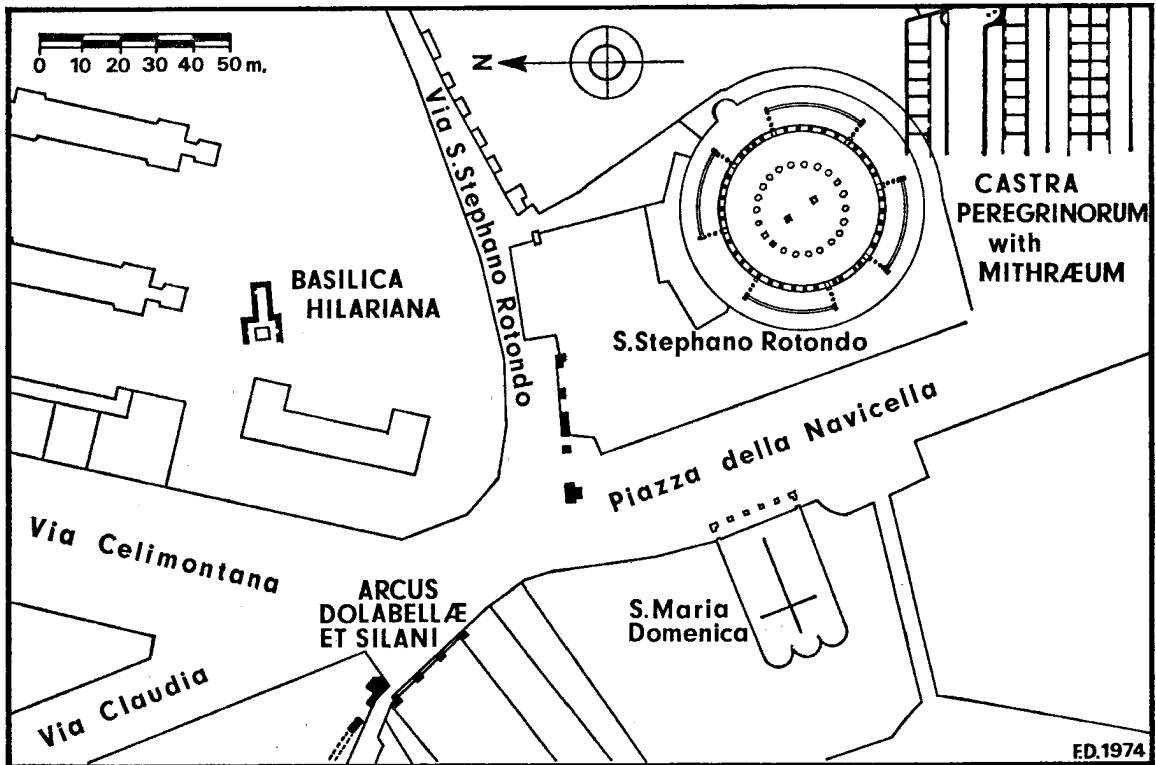 0 10 20 30 40 50 m.
N
Via S.Stephano Rotondo
CASTRA
PEREGRINORUM
with
MITHRÆUM
BASILICA
HILARIANA
S.Stephano Rotondo
Piazza della Navicella
Via Celimontana
ARCUS
DOLABELLÆ
ET SILANI
S.Maria
Domenica
Via Claudia
F.D.1974